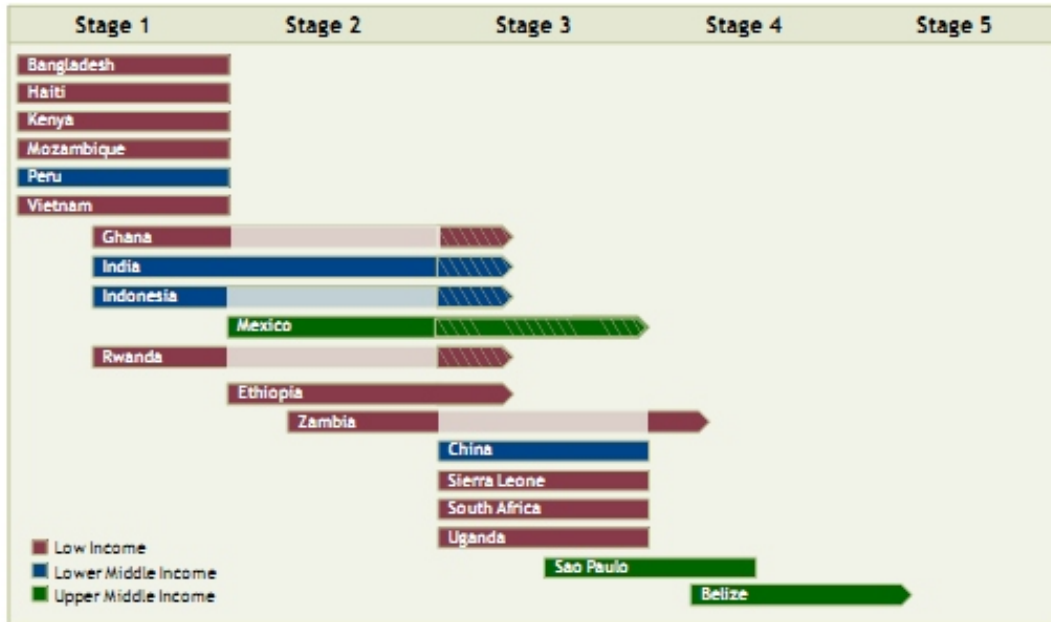 Stage 1 Stage 2 Stage 3 Stage 4 Stage 5
Bangladesh
Haiti
Kenya
Mozambique
Peru
Vietnam
Ghana
India
Indonesia
Mexico
Rwanda
Ethiopia
Zambia
China
Sierra Leone
South Africa
Uganda
Sao Paulo
Belize
Low Income
Lower Middle Income
Upper Middle Income